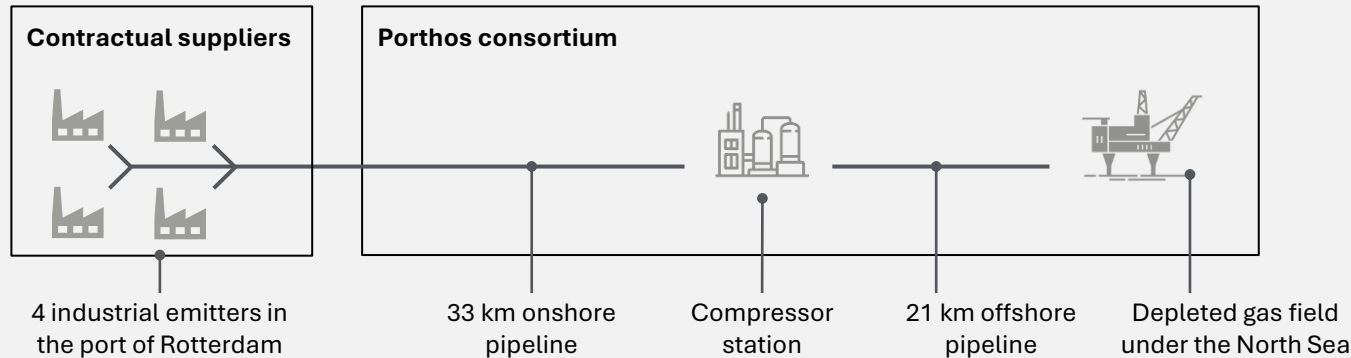 Contractual suppliers
Porthos consortium
4 industrial emitters in
the port of Rotterdam
33 km onshore
pipeline
Compressor
station
21 km offshore
pipeline
Depleted gas field
under the North Sea